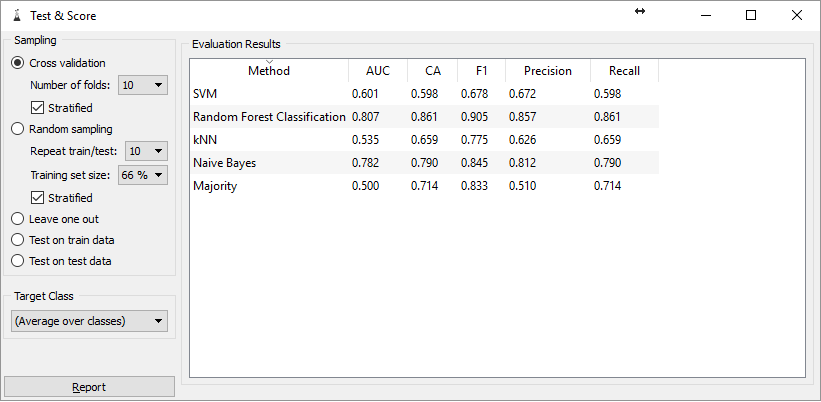 Test & Score
Sampling
Cross validation
Number of folds: 10
Stratified
Random sampling
Repeat train/test: 10
Training set size: 66 %
Stratified
Leave one out
Test on train data
Test on test data
Target Class
(Average over classes)
Report
Evaluation Results
Method AUC CA F1 Precision Recall
SVM 0.601 0.598 0.678 0.672 0.598
Random Forest Classification 0.807 0.861 0.905 0.857 0.861
kNN 0.535 0.659 0.775 0.626 0.659
Naive Bayes 0.782 0.790 0.845 0.812 0.790
Majority 0.500 0.714 0.833 0.510 0.714